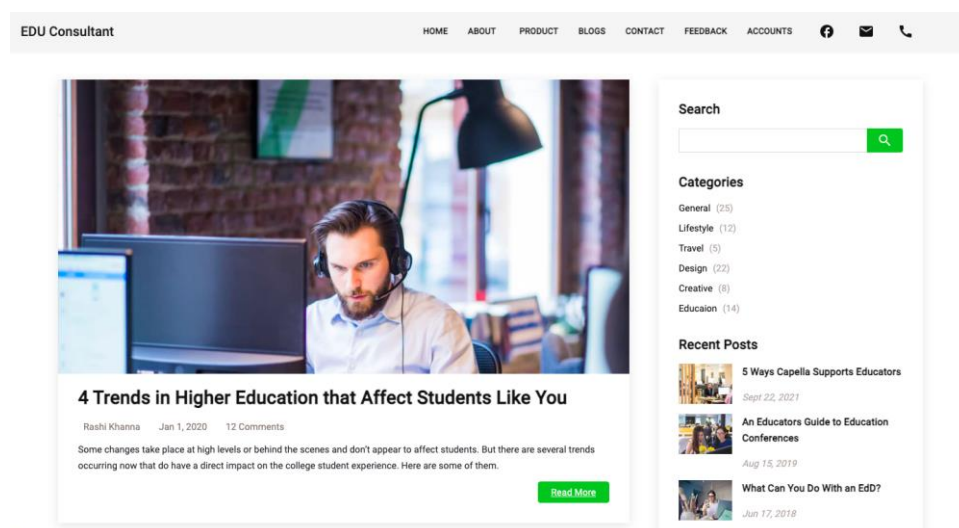 EDU Consultant
HOME ABOUT PRODUCT BLOGS CONTACT FEEDBACK ACCOUNTS
4 Trends in Higher Education that Affect Students Like You
Rashi Khanna Jan 1, 2020 12 Comments
Some changes take place at high levels or behind the scenes and don't appear to affect students. But there are several trends
occurring now that do have a direct impact on the college student experience. Here are some of them.
Read More
Search
Categories
General (25)
Lifestyle (12)
Travel (5)
Design (22)
Creative (8)
Educaion (14)
Recent Posts
5 Ways Capella Supports Educators
Sept 22, 2021
An Educators Guide to Education
Conferences
Aug 15, 2019
What Can You Do With an EdD?
Jun 17, 2018